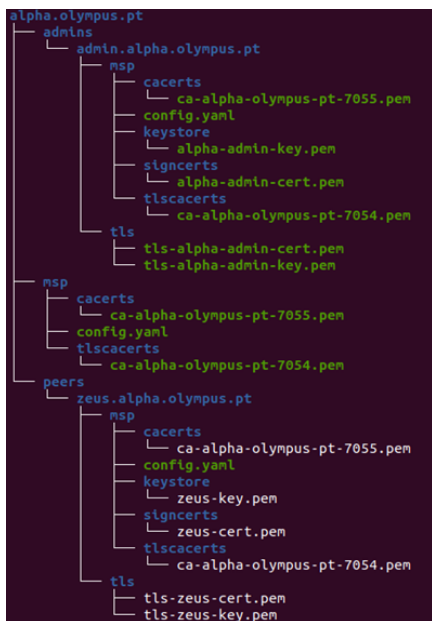 alpha.olympus.pt
├── admins
│   └── admin.alpha.olympus.pt
│       ├── msp
│       │   ├── cacerts
│       │   │   └── ca-alpha-olympus-pt-7055.pem
│       │   ├── config.yaml
│       │   ├── keystore
│       │   │   └── alpha-admin-key.pem
│       │   ├── signcerts
│       │   │   └── alpha-admin-cert.pem
│       │   └── tlscacerts
│       │       └── ca-alpha-olympus-pt-7054.pem
│       └── tls
│           ├── tls-alpha-admin-cert.pem
│           └── tls-alpha-admin-key.pem
├── msp
│   ├── cacerts
│   │   └── ca-alpha-olympus-pt-7055.pem
│   ├── config.yaml
│   └── tlscacerts
│       └── ca-alpha-olympus-pt-7054.pem
└── peers
    └── zeus.alpha.olympus.pt
        ├── msp
        │   ├── cacerts
        │   │   └── ca-alpha-olympus-pt-7055.pem
        │   ├── config.yaml
        │   ├── keystore
        │   │   └── zeus-key.pem
        │   ├── signcerts
        │   │   └── zeus-cert.pem
        │   └── tlscacerts
        │       └── ca-alpha-olympus-pt-7054.pem
        └── tls
            ├── tls-zeus-cert.pem
            └── tls-zeus-key.pem